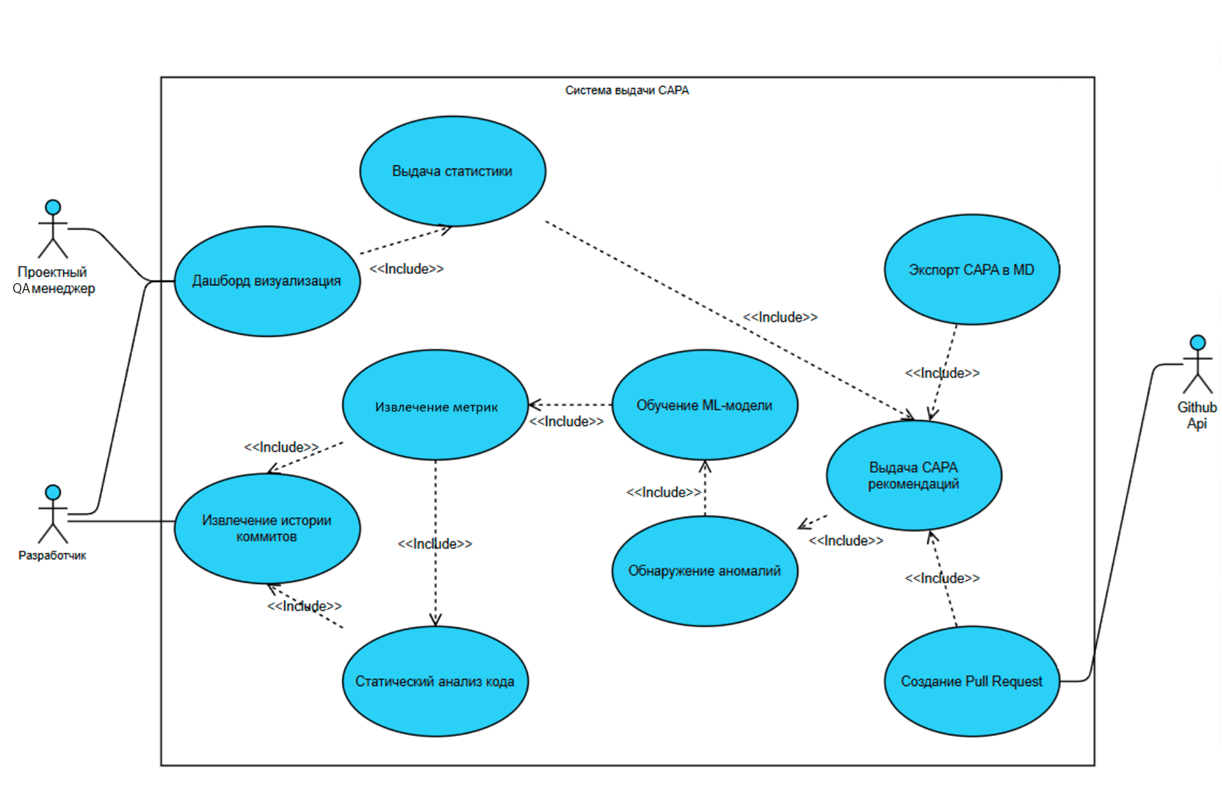 Система выдачи CAPA
Выдача статистики
Проектный
QA менеджер
Дашборд визуализация
<<Include>>
Экспорт CAPA в MD
<<Include>>
<<Include>>
Github
Api
Извлечение метрик
<<Include>>
Обучение ML-модели
<<Include>>
Выдача CAPA
рекомендаций
<<Include>>
Извлечение истории
коммитов
Разработчик
<<Include>>
<<Include>>
Обнаружение аномалий
<<Include>>
<<Include>>
Статический анализ кода
Создание Pull Request